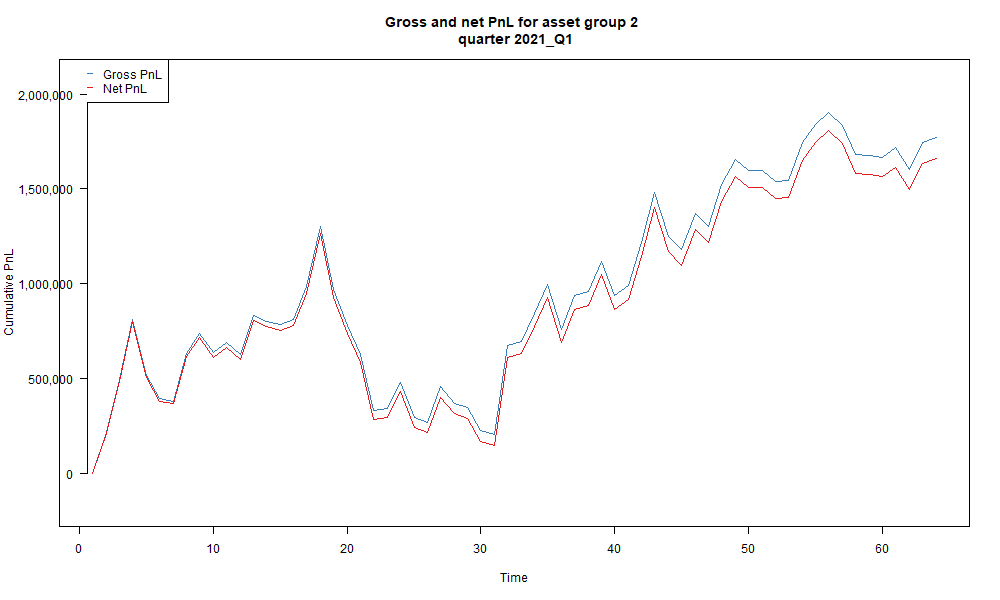 Gross and net PnL for asset group 2
quarter 2021_Q1
Gross PnL
Net PnL
2,000,000
1,500,000
1,000,000
500,000
0
Cumulative PnL
0 10 20 30 40 50 60
Time